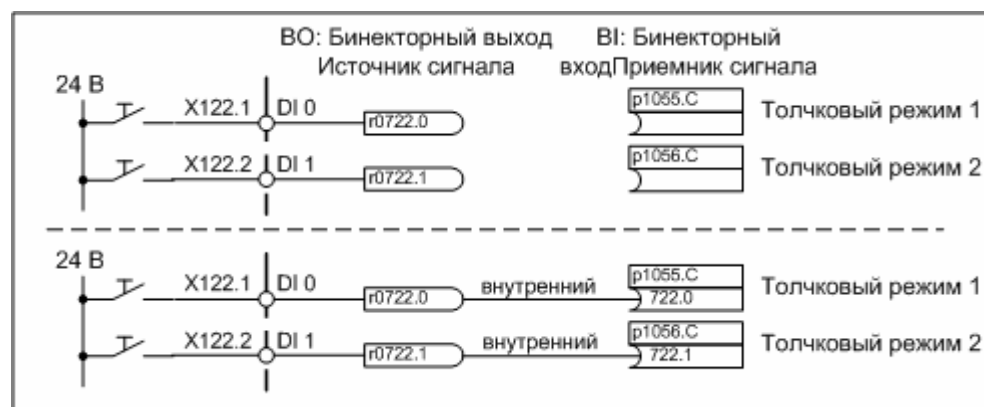 BO: Бинекторный выход BI: Бинекторный
Источник сигнала входПриемник сигнала
24 В
X122.1 DI 0 r0722.0 p1055.C Толчковый режим 1
X122.2 DI 1 r0722.1 p1056.C Толчковый режим 2
24 В
X122.1 DI 0 r0722.0 внутренний p1055.C 722.0 Толчковый режим 1
X122.2 DI 1 r0722.1 внутренний p1056.C 722.1 Толчковый режим 2